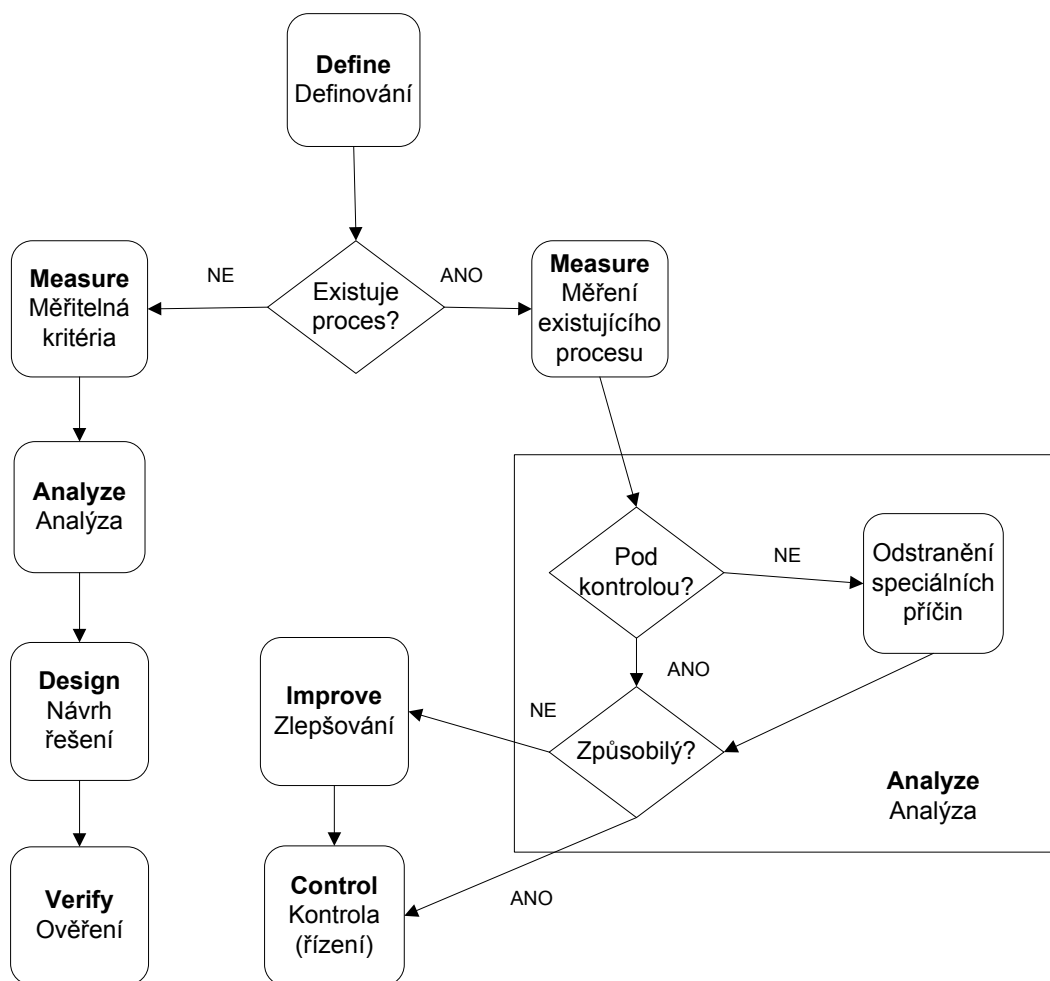 Define
Definování
NE
ANO
Measure
Měřitelná
kritéria
Existuje
proces?
Measure
Měření
existujícího
procesu
Analyze
Analýza
Pod
kontrolou?
NE
Odstranění
speciálních
příčin
ANO
Design
Návrh
řešení
Improve
Zlepšování
NE
Způsobilý?
Analyze
Analýza
Verify
Ověření
Control
Kontrola
(řízení)
ANO